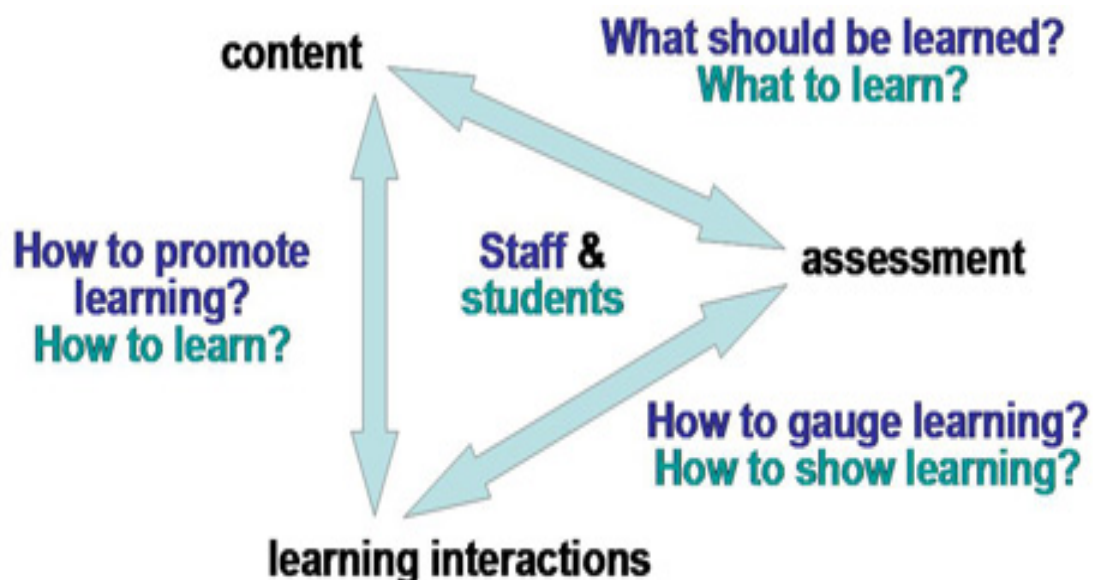 content
What should be learned?
What to learn?
How to promote
learning?
How to learn?
Staff &
students
assessment
How to gauge learning?
How to show learning?
learning interactions